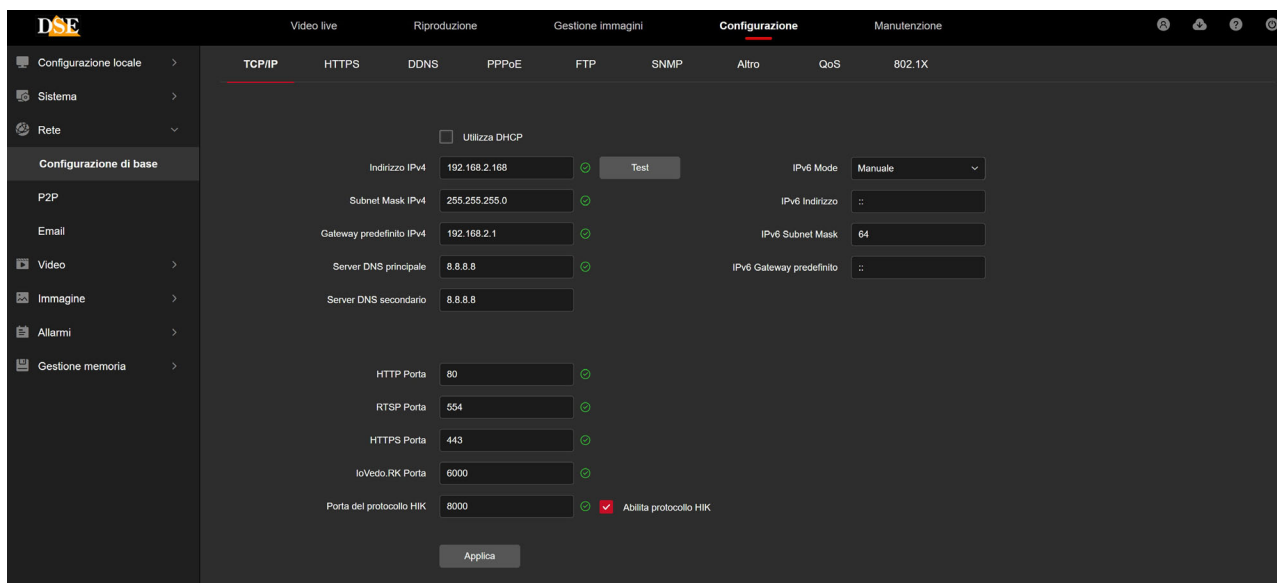 DSE
Video live Riproduzione Gestione immagini Configurazione Manutenzione
Configurazione locale
Sistema
Rete
Configurazione di base
P2P
Email
Video
Immagine
Allarmi
Gestione memoria
TCP/IP HTTPS DDNS PPPoE FTP SNMP Altro QoS 802.1X
Utilizza DHCP
Indirizzo IPv4 192.168.2.168 Test
Subnet Mask IPv4 255.255.255.0
Gateway predefinito IPv4 192.168.2.1
Server DNS principale 8.8.8.8
Server DNS secondario 8.8.8.8
IPv6 Mode Manuale
IPv6 Indirizzo ::
IPv6 Subnet Mask 64
IPv6 Gateway predefinito ::
HTTP Porta 80
RTSP Porta 554
HTTPS Porta 443
IoVedo.RK Porta 6000
Porta del protocollo HIK 8000 Abilita protocollo HIK
Applica